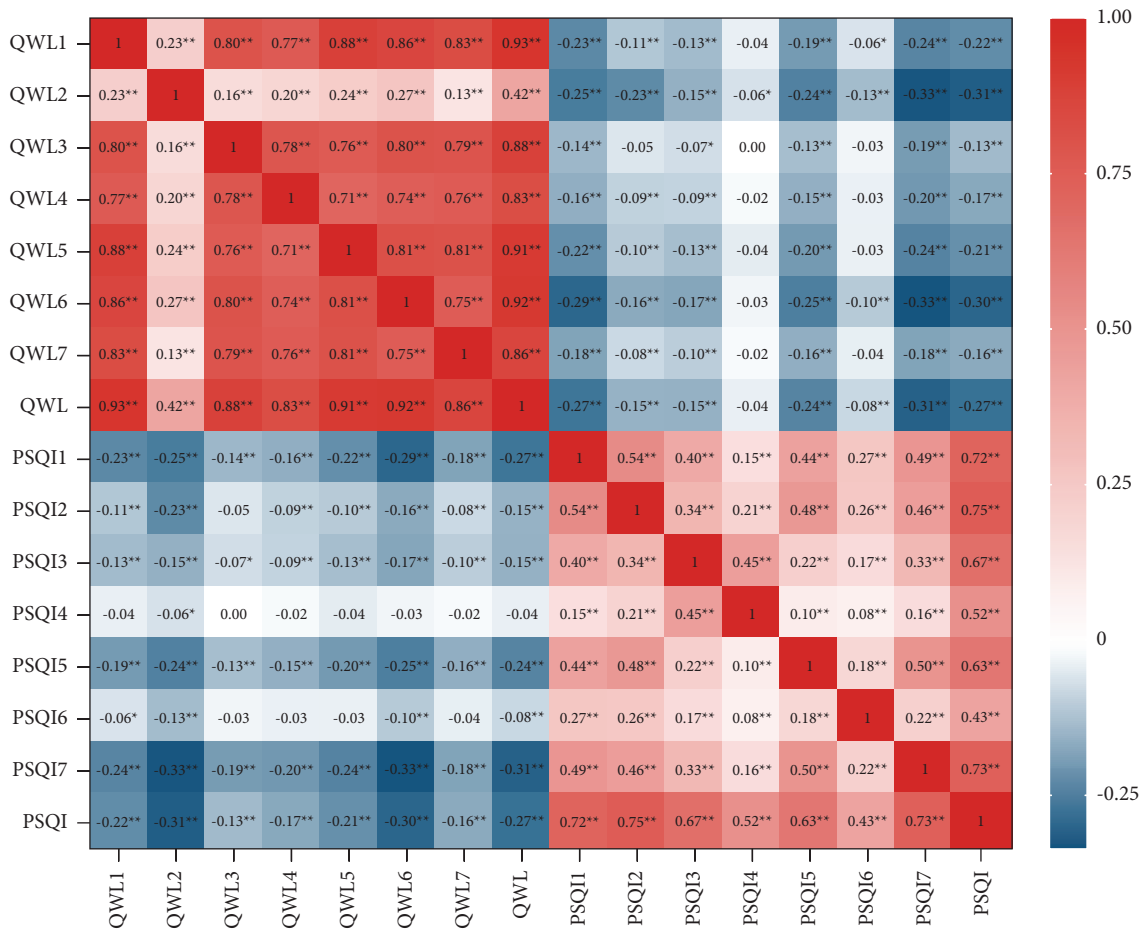 QWL1 1 0.23** 0.80** 0.77** 0.88** 0.86** 0.83** 0.93** -0.23** -0.11** -0.13** -0.04 -0.19** -0.06* -0.24** -0.22**
QWL2 0.23** 1 0.16** 0.20** 0.24** 0.27** 0.13** 0.42** -0.25** -0.23** -0.15** -0.06* -0.24** -0.13** -0.33** -0.31**
QWL3 0.80** 0.16** 1 0.78** 0.76** 0.80** 0.79** 0.88** -0.14** -0.05 -0.07* 0.00 -0.13** -0.03 -0.19** -0.13**
QWL4 0.77** 0.20** 0.78** 1 0.71** 0.74** 0.76** 0.83** -0.16** -0.09** -0.09** -0.02 -0.15** -0.03 -0.20** -0.17**
QWL5 0.88** 0.24** 0.76** 0.71** 1 0.81** 0.81** 0.91** -0.22** -0.10** -0.13** -0.04 -0.20** -0.03 -0.24** -0.21**
QWL6 0.86** 0.27** 0.80** 0.74** 0.81** 1 0.75** 0.92** -0.29** -0.16** -0.17** -0.03 -0.25** -0.10** -0.33** -0.30**
QWL7 0.83** 0.13** 0.79** 0.76** 0.81** 0.75** 1 0.86** -0.18** -0.08** -0.10** -0.02 -0.16** -0.04 -0.18** -0.16**
QWL 0.93** 0.42** 0.88** 0.83** 0.91** 0.92** 0.86** 1 -0.27** -0.15** -0.15** -0.04 -0.24** -0.08** -0.31** -0.27**
PSQI1 -0.23** -0.25** -0.14** -0.16** -0.22** -0.29** -0.18** -0.27** 1 0.54** 0.40** 0.15** 0.44** 0.27** 0.49** 0.72**
PSQI2 -0.11** -0.23** -0.05 -0.09** -0.10** -0.16** -0.08** -0.15** 0.54** 1 0.34** 0.21** 0.48** 0.26** 0.46** 0.75**
PSQI3 -0.13** -0.15** -0.07* -0.09** -0.13** -0.17** -0.10** -0.15** 0.40** 0.34** 1 0.45** 0.22** 0.17** 0.33** 0.67**
PSQI4 -0.04 -0.06* 0.00 -0.02 -0.04 -0.03 -0.02 -0.04 0.15** 0.21** 0.45** 1 0.10** 0.08** 0.16** 0.52**
PSQI5 -0.19** -0.24** -0.13** -0.15** -0.20** -0.25** -0.16** -0.24** 0.44** 0.48** 0.22** 0.10** 1 0.18** 0.50** 0.63**
PSQI6 -0.06* -0.13** -0.03 -0.03 -0.03 -0.10** -0.04 -0.08** 0.27** 0.26** 0.17** 0.08** 0.18** 1 0.22** 0.43**
PSQI7 -0.24** -0.33** -0.19** -0.20** -0.24** -0.33** -0.18** -0.31** 0.49** 0.46** 0.33** 0.16** 0.50** 0.22** 1 0.73**
PSQI -0.22** -0.31** -0.13** -0.17** -0.21** -0.30** -0.16** -0.27** 0.72** 0.75** 0.67** 0.52** 0.63** 0.43** 0.73** 1
QWL1 QWL2 QWL3 QWL4 QWL5 QWL6 QWL7 QWL PSQI1 PSQI2 PSQI3 PSQI4 PSQI5 PSQI6 PSQI7 PSQI
1.00
0.75
0.50
0.25
0
-0.25